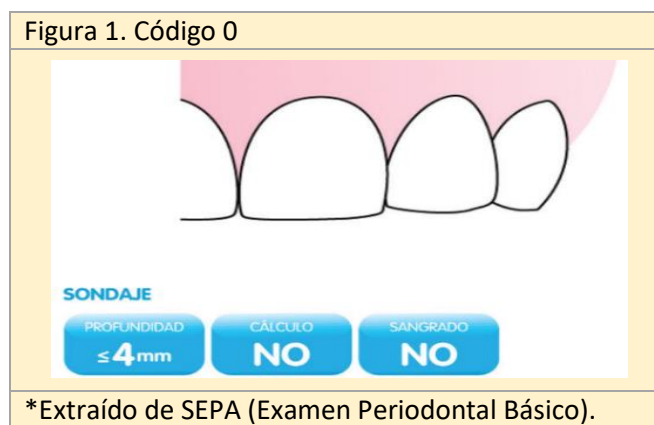 Figura 1. Código 0
SONDAJE
PROFUNDIDAD CÁLCULO SANGRADO
≤4mm NO NO
*Extraído de SEPA (Examen Periodontal Básico).